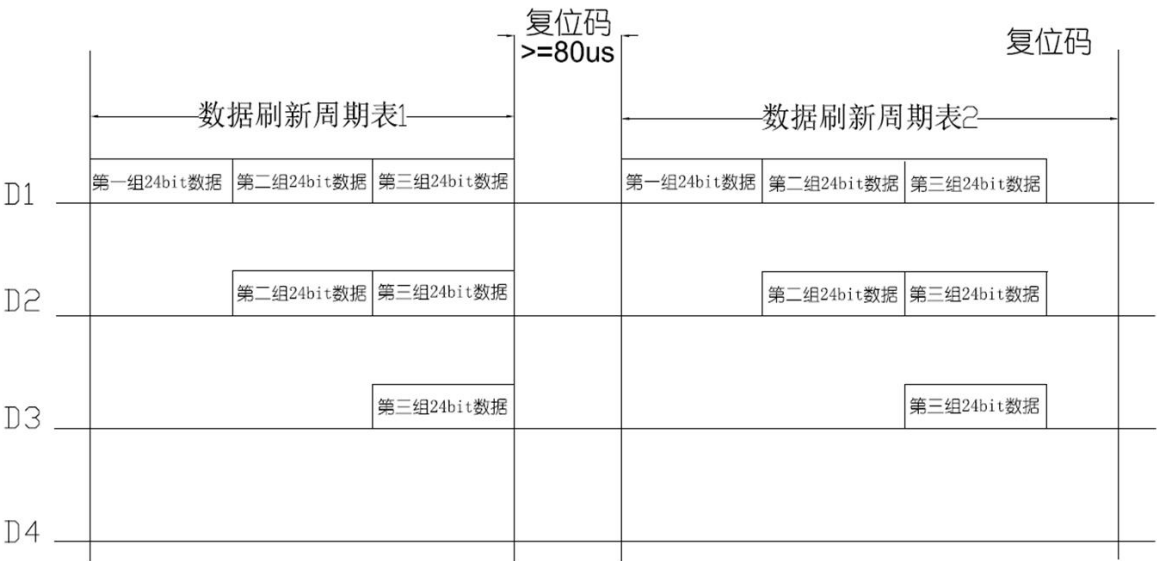 复位码
>=80us
复位码
数据刷新周期表1
数据刷新周期表2
D1
第一组24bit数据
第二组24bit数据
第三组24bit数据
第一组24bit数据
第二组24bit数据
第三组24bit数据
D2
第二组24bit数据
第三组24bit数据
第二组24bit数据
第三组24bit数据
D3
第三组24bit数据
第三组24bit数据
D4